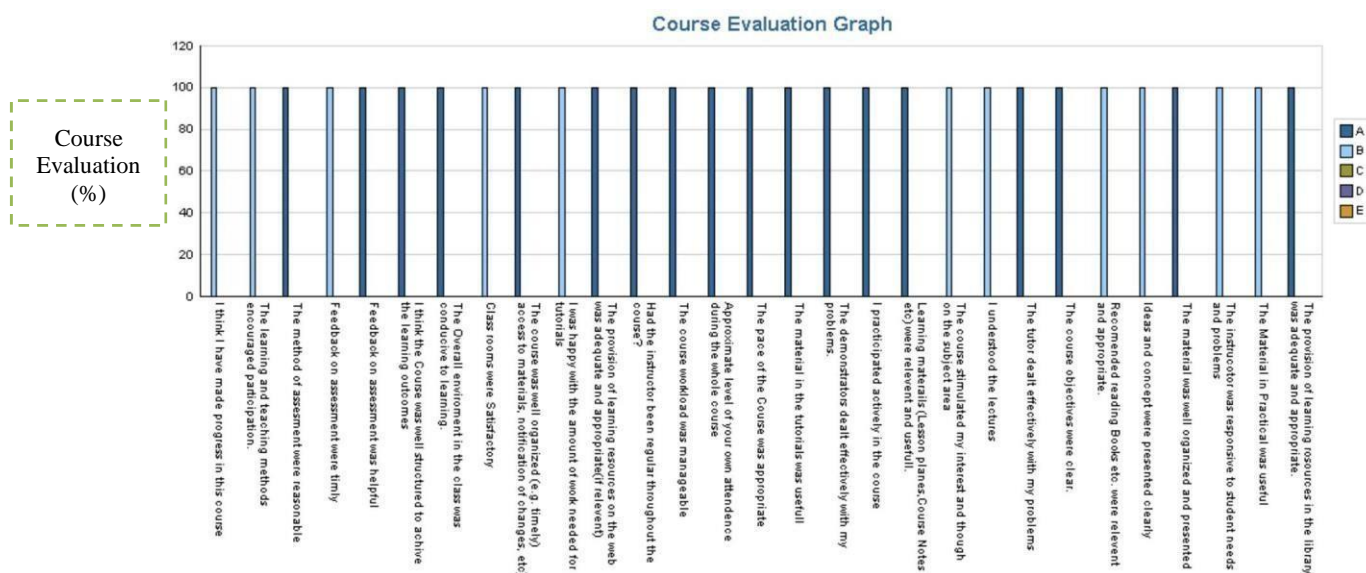 Course Evaluation Graph
Course
Evaluation
(%)
120
100
80
60
40
20
0
A
B
C
D
E
I think I have made progress in this course
The learning and teaching methods
encouraged participation.
The method of assesment were reasonable
Feedback on assessment were timly
Feedback on assessment was helpful
I think the Course was well structured to achive
the learning outcomes
The Overall enviroment in the class was
conducive to learning.
Class rooms were Satisfactory
The course was well organized (e.g. timely)
access to materials, notification of changes, etc)
I was happy with the amount of work needed for
tutorials
The provision of learning resources on the web
was adequate and appropriate(if relevent)
Had the instructor been regular throughout the
course?
The course workload was manageable
Approximate level of your own attendence
during the whole course
The pace of the Course was appropriate
The material in the tutorials was usefull
The demonstrators dealt effectively with my
problems.
I practicipated actively in the course
Learning materails (Lesson planes,Course Notes
etc) were relevent and usefull.
The course stimulated my interest and though
on the subject area
I understood the lectures
The tutor dealt effectively with my problems
The course objectives were clear.
Recomended reading Books etc. were relevent
and appropriate.
Ideas and concept were presented clearly
The material was well organized and presented
The instrucotor was responsive to student needs
and problems
The Material in Practical was useful
The provision of learning rosources in the library
was adequate and appropriate.